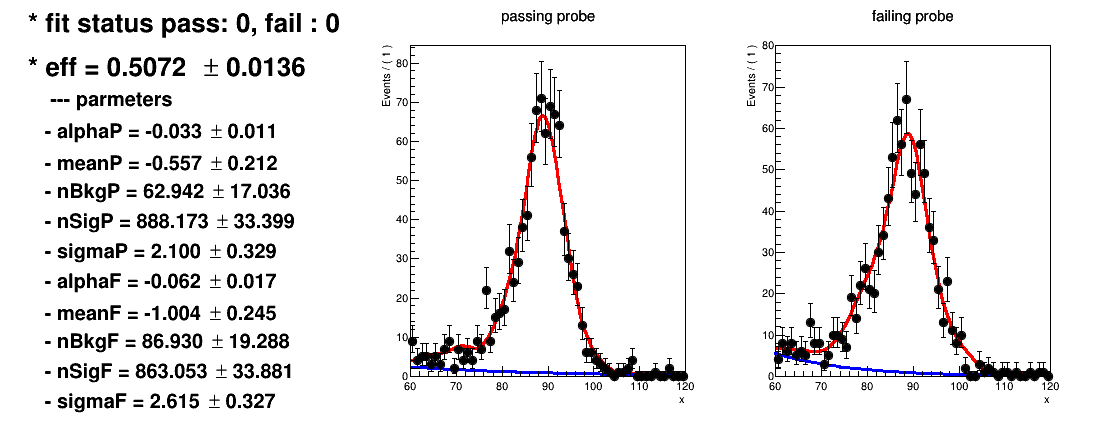 * fit status pass: 0, fail : 0
* eff = 0.5072 ± 0.0136
--- parmeters
- alphaP = -0.033 ± 0.011
- meanP = -0.557 ± 0.212
- nBkgP = 62.942 ± 17.036
- nSigP = 888.173 ± 33.399
- sigmaP = 2.100 ± 0.329
- alphaF = -0.062 ± 0.017
- meanF = -1.004 ± 0.245
- nBkgF = 86.930 ± 19.288
- nSigF = 863.053 ± 33.881
- sigmaF = 2.615 ± 0.327
passing probe
Events / ( 1 )
80
70
60
50
40
30
20
10
0
60 70 80 90 100 110 120
x
failing probe
Events / ( 1 )
80
70
60
50
40
30
20
10
0
60 70 80 90 100 110 120
x